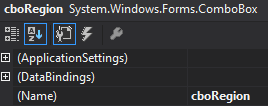 cboRegion System.Windows.Forms.ComboBox
(ApplicationSettings)
(DataBindings)
(Name) cboRegion